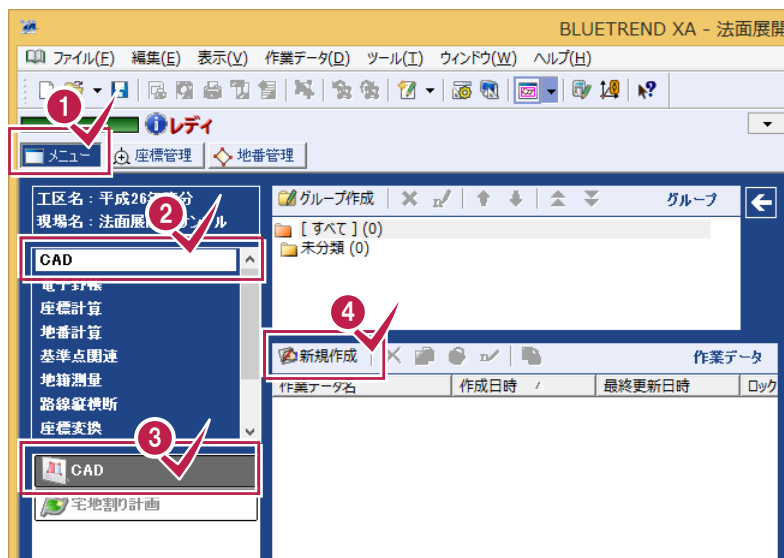 BLUETREND XA - 法面展開
ファイル(F) 編集(E) 表示(V) 作業データ(D) ツール(T) ウィンドウ(W) ヘルプ(H)
1
レディ
メニュー 座標管理 地番管理
工区名：平成26年
現場名：法面展
2
グループ作成 グループ
[ すべて ] (0)
未分類 (0)
CAD
電子野帳
座標計算
地番計算
基準点関連
地籍測量
路線縦横断
座標変換
4
新規作成 作業データ
作業データ名 作成日時 最終更新日時 ロック
3
CAD
宅地割り計画